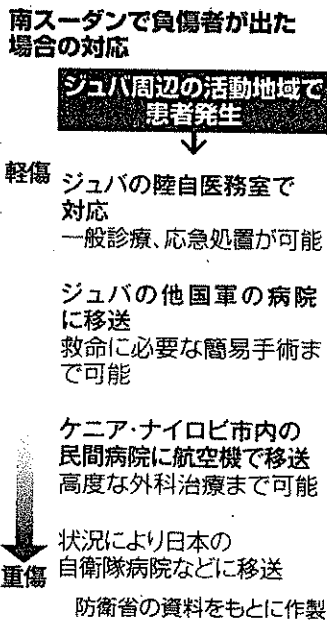 南スーダンで負傷者が出た
場合の対応
ジュバ周辺の活動地域で
患者発生
軽傷
ジュバの陸自医務室で
対応
一般診療、応急処置が可能
ジュバの他国軍の病院
に移送
救命に必要な簡易手術ま
で可能
ケニア・ナイロビ市内の
民間病院に航空機で移送
高度な外科治療まで可能
状況により日本の
自衛隊病院などに移送
重傷
防衛省の資料をもとに作製